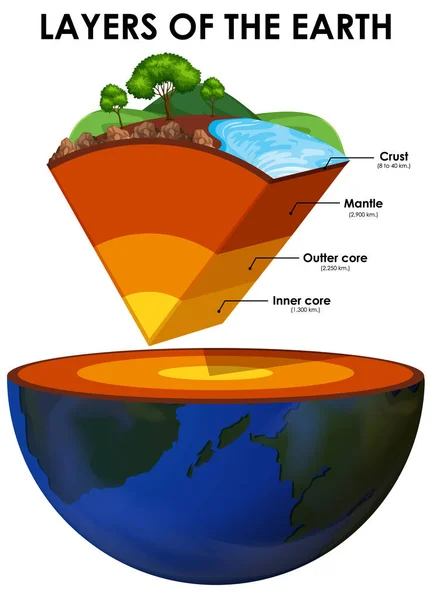 LAYERS OF THE EARTH
Crust
(8 to 40 km.)
Mantle
(2,900 km.)
Outter core
(2,250 km.)
Inner core
(1,300 km.)